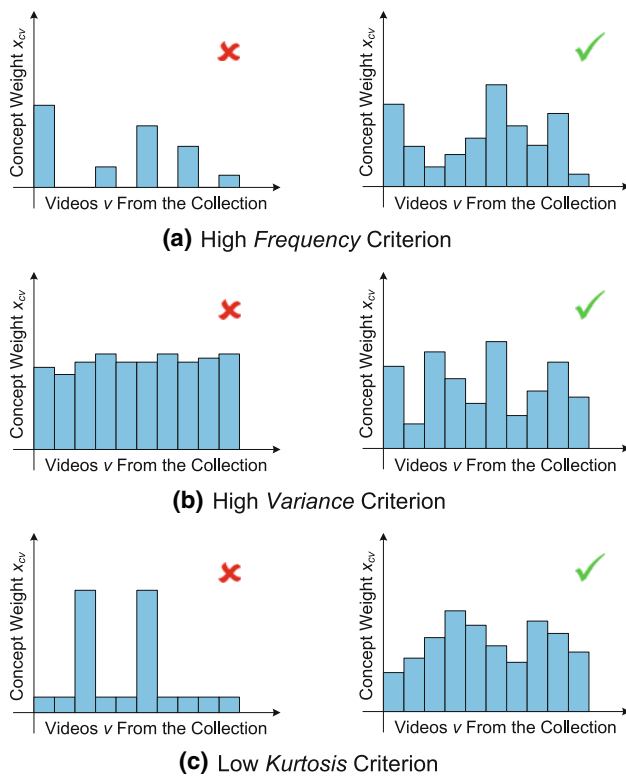 Concept Weight x_cv
Videos v From the Collection
Concept Weight x_cv
Videos v From the Collection
(a) High Frequency Criterion
Concept Weight x_cv
Videos v From the Collection
Concept Weight x_cv
Videos v From the Collection
(b) High Variance Criterion
Concept Weight x_cv
Videos v From the Collection
Concept Weight x_cv
Videos v From the Collection
(c) Low Kurtosis Criterion